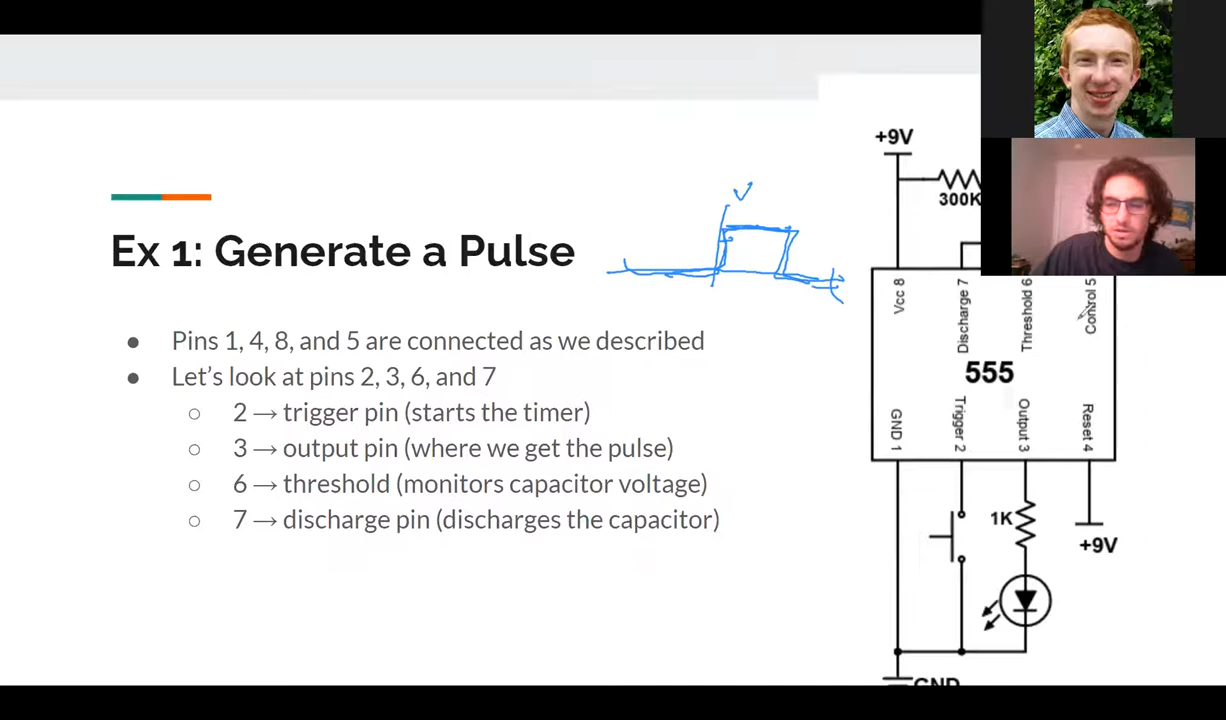 +9V
300K
V
Ex 1: Generate a Pulse
t
Vcc 8
Discharge 7
Threshold 6
Control 5
Pins 1, 4, 8, and 5 are connected as we described
Let's look at pins 2, 3, 6, and 7
555
2 → trigger pin (starts the timer)
3 → output pin (where we get the pulse)
6 → threshold (monitors capacitor voltage)
7 → discharge pin (discharges the capacitor)
GND 1
Trigger 2
Output 3
Reset 4
1K
+9V
GND